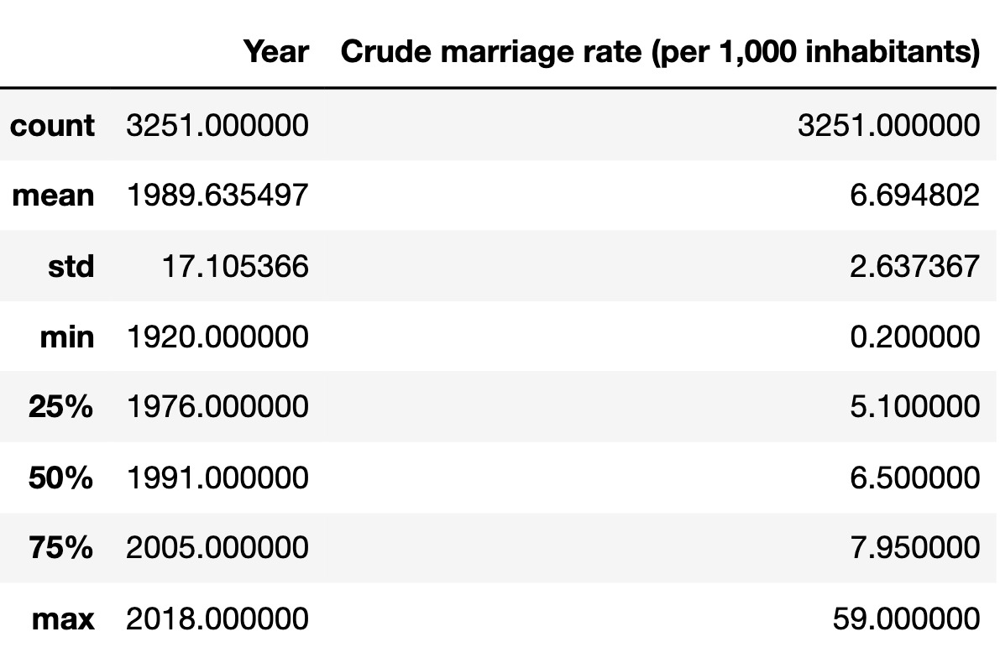 Year Crude marriage rate (per 1,000 inhabitants)
count 3251.000000 3251.000000
mean 1989.635497 6.694802
std 17.105366 2.637367
min 1920.000000 0.200000
25% 1976.000000 5.100000
50% 1991.000000 6.500000
75% 2005.000000 7.950000
max 2018.000000 59.000000